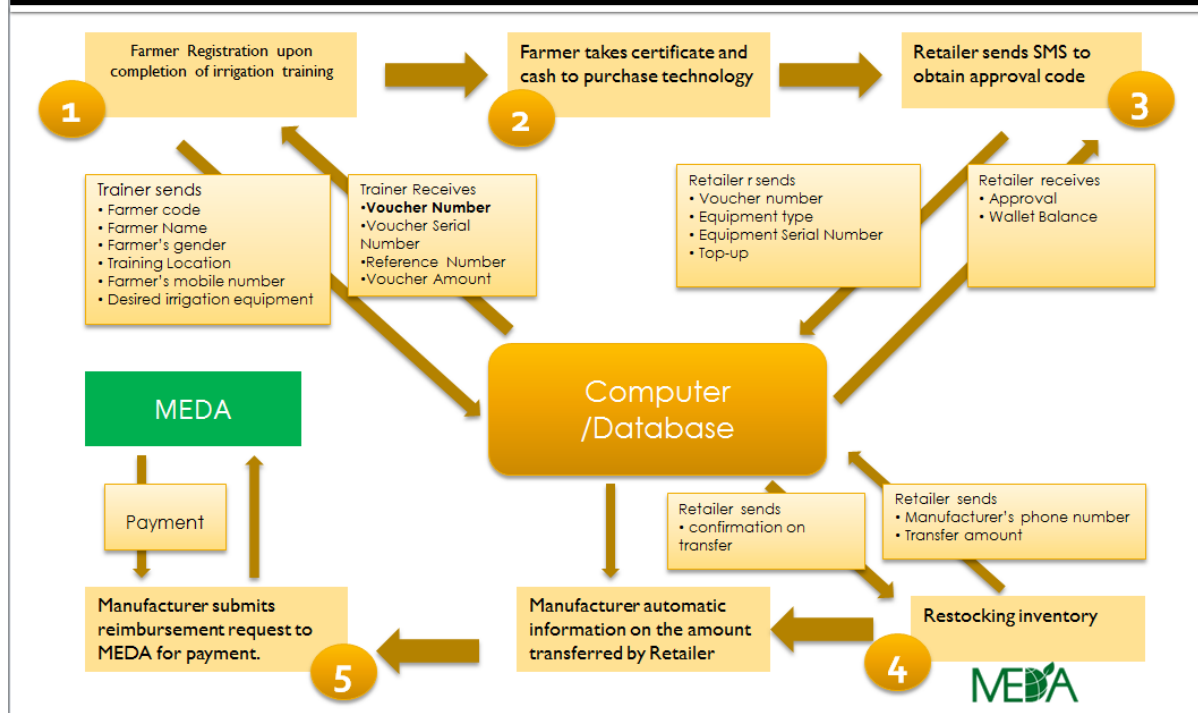 Farmer Registration upon
completion of irrigation training
1
Farmer takes certificate and
cash to purchase technology
2
Retailer sends SMS to
obtain approval code
3
Trainer sends
• Farmer code
• Farmer Name
• Farmer's gender
• Training Location
• Farmer's mobile number
• Desired irrigation equipment
Trainer Receives
•Voucher Number
•Voucher Serial
Number
•Reference Number
•Voucher Amount
Retailer r sends
• Voucher number
• Equipment type
• Equipment Serial Number
• Top-up
Retailer receives
• Approval
• Wallet Balance
MEDA
Computer
/Database
Payment
Retailer sends
• confirmation on
transfer
Retailer sends
• Manufacturer's phone number
• Transfer amount
Manufacturer submits
reimbursement request to
MEDA for payment.
5
Manufacturer automatic
information on the amount
transferred by Retailer
Restocking inventory
4
MEDA